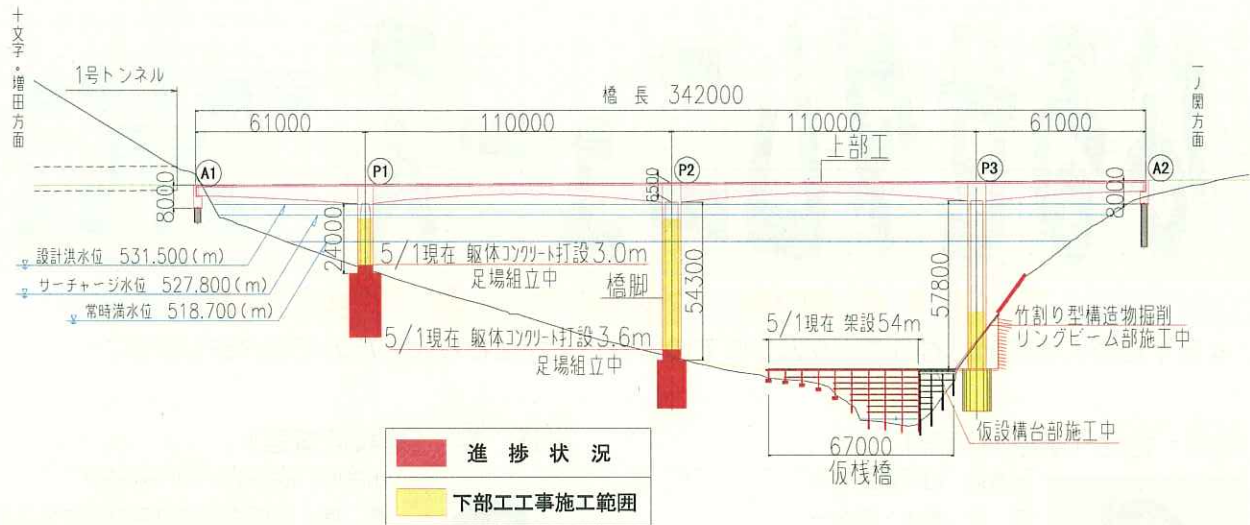 十文字・増田方面
1号トンネル
一ノ関方面
橋長 342000
61000
110000
110000
61000
上部工
A1
P1
P2
P3
A2
8000
6500
8000
24000
54300
57800
設計洪水位 531.500(m)
サーチャージ水位 527.800(m)
常時満水位 518.700(m)
5/1現在 躯体コンクリート打設3.0m
足場組立中
橋脚
5/1現在 躯体コンクリート打設3.6m
足場組立中
5/1現在 架設54m
竹割り型構造物掘削
リングビーム部施工中
仮設構台部施工中
67000
仮桟橋
進捗状況
下部工工事施工範囲